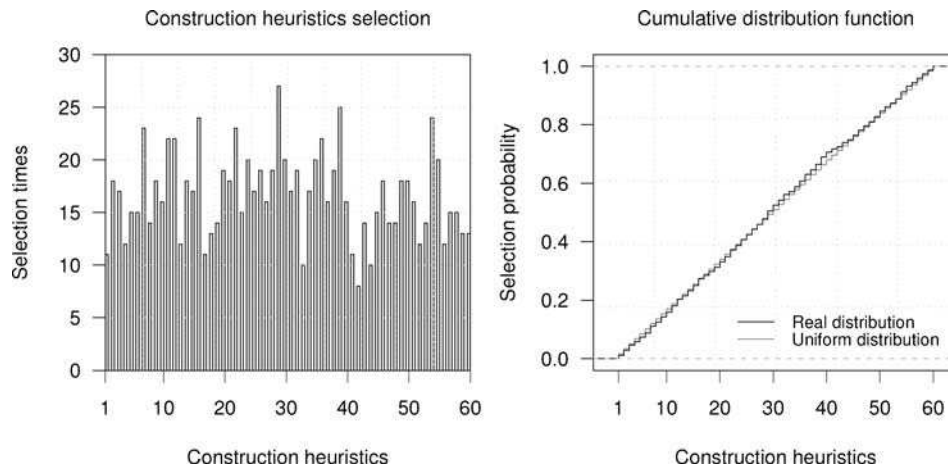 Construction heuristics selection
30
25
20
15
10
5
0
Selection times
1 10 20 30 40 50 60
Construction heuristics
Cumulative distribution function
1.0
0.8
0.6
0.4
0.2
0.0
Selection probability
Real distribution
Uniform distribution
1 10 20 30 40 50 60
Construction heuristics